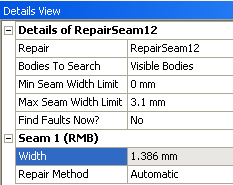 Details View
Details of RepairSeam12
Repair RepairSeam12
Bodies To Search Visible Bodies
Min Seam Width Limit 0 mm
Max Seam Width Limit 3.1 mm
Find Faults Now? No
Seam 1 (RMB)
Width 1.386 mm
Repair Method Automatic